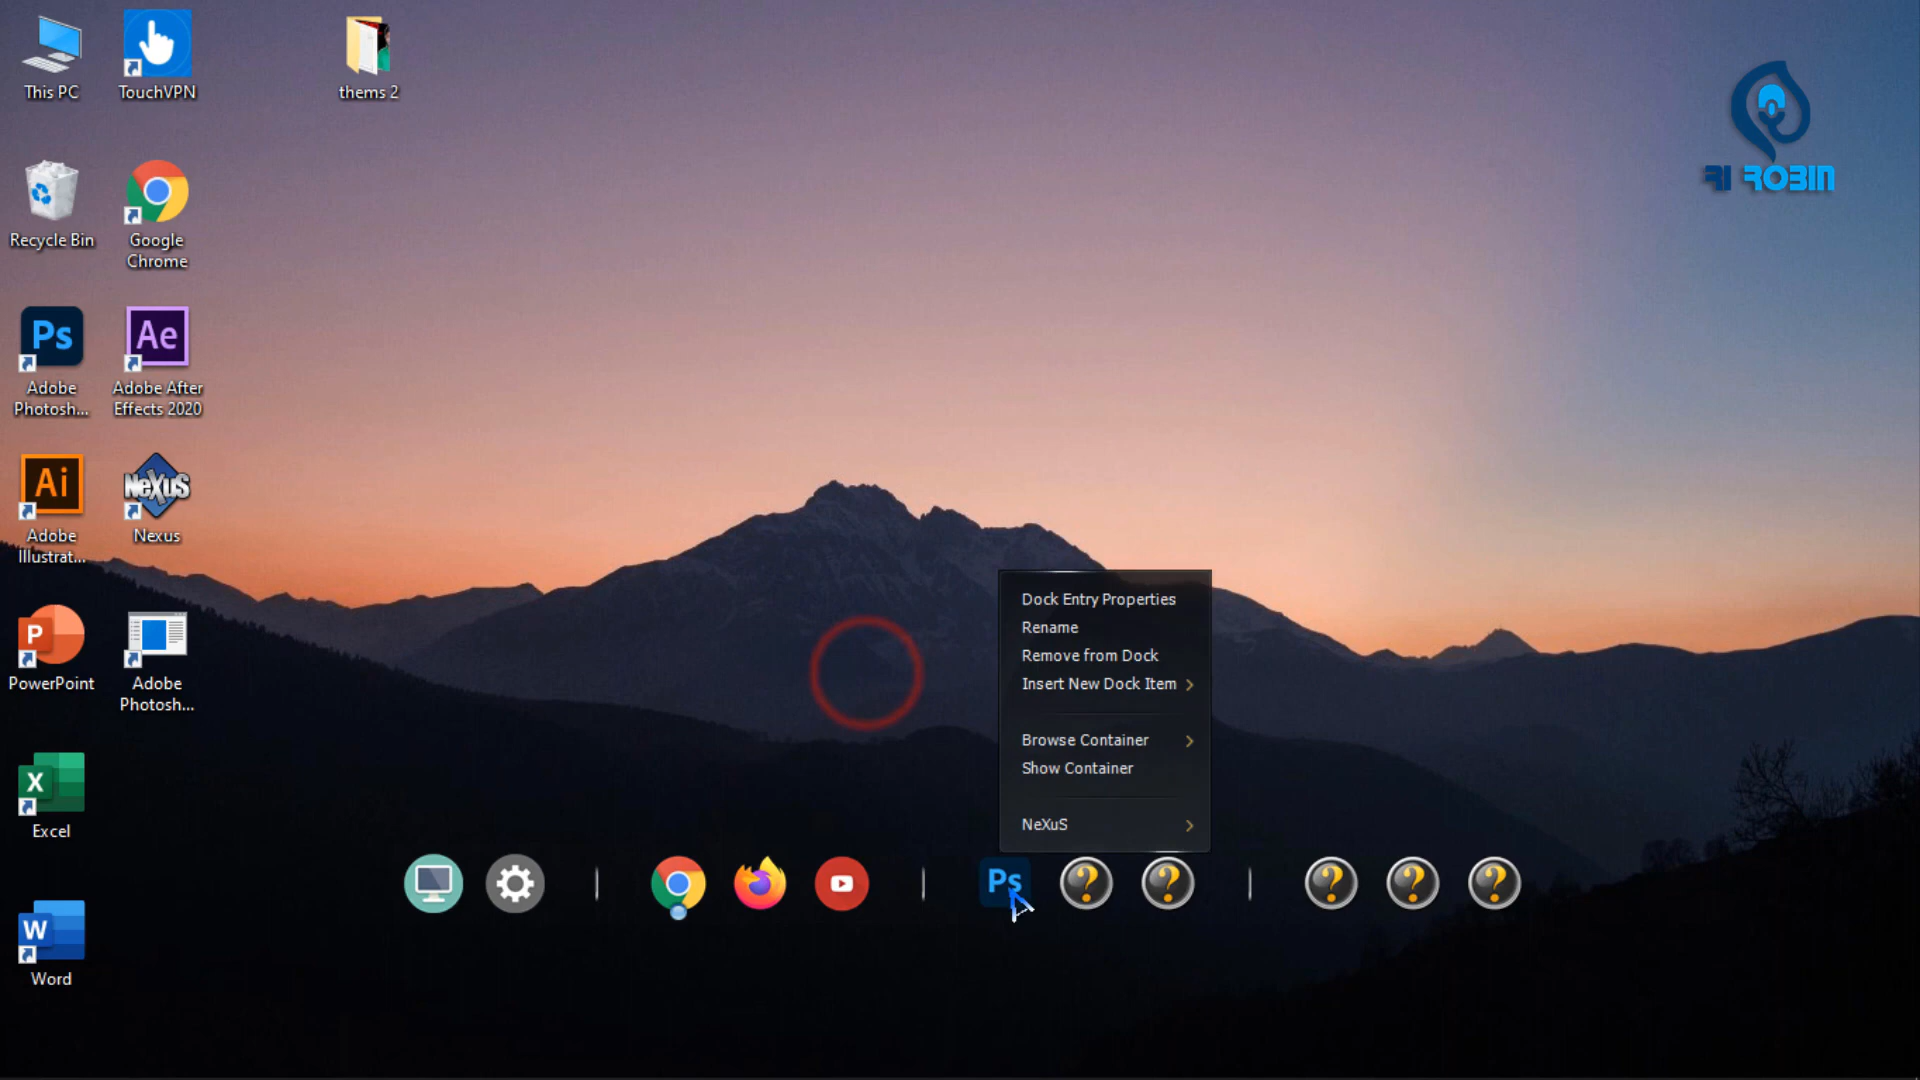 This PC
TouchVPN
thems 2
RI ROBIN
Recycle Bin
Google
Chrome
Ps
Adobe
Photosh...
Ae
Adobe After
Effects 2020
Ai
Adobe
Illustrat...
NeXuS
Nexus
P
PowerPoint
Adobe
Photosh...
X
Excel
W
Word
Dock Entry Properties
Rename
Remove from Dock
Insert New Dock Item
Browse Container
Show Container
NeXuS
Ps
?
?
?
?
?